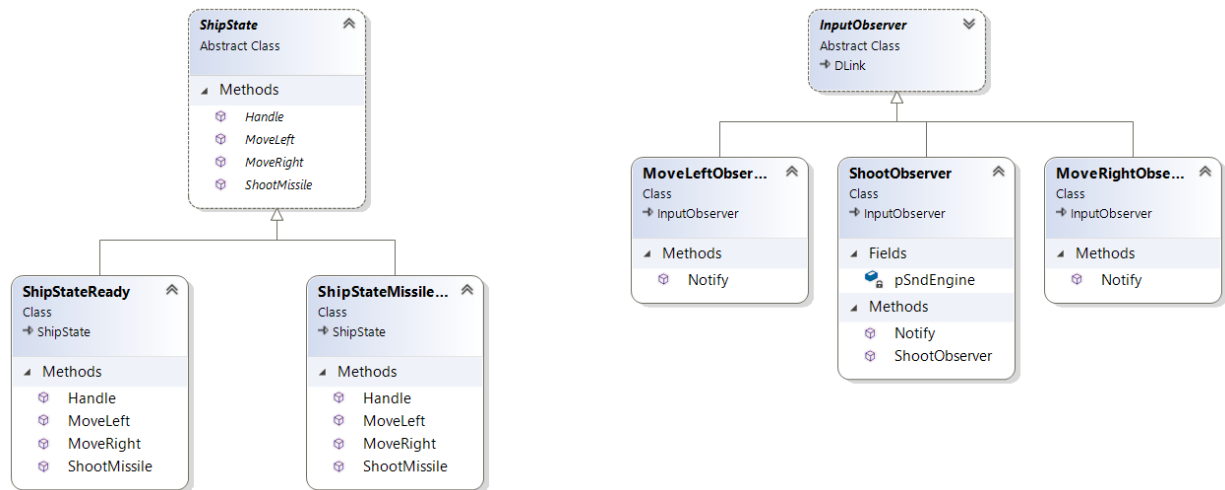 ShipState
Abstract Class
Methods
Handle
MoveLeft
MoveRight
ShootMissile
ShipStateReady
Class
ShipState
Methods
Handle
MoveLeft
MoveRight
ShootMissile
ShipStateMissile...
Class
ShipState
Methods
Handle
MoveLeft
MoveRight
ShootMissile
InputObserver
Abstract Class
DLink
MoveLeftObser...
Class
InputObserver
Methods
Notify
ShootObserver
Class
InputObserver
Fields
pSndEngine
Methods
Notify
ShootObserver
MoveRightObse...
Class
InputObserver
Methods
Notify